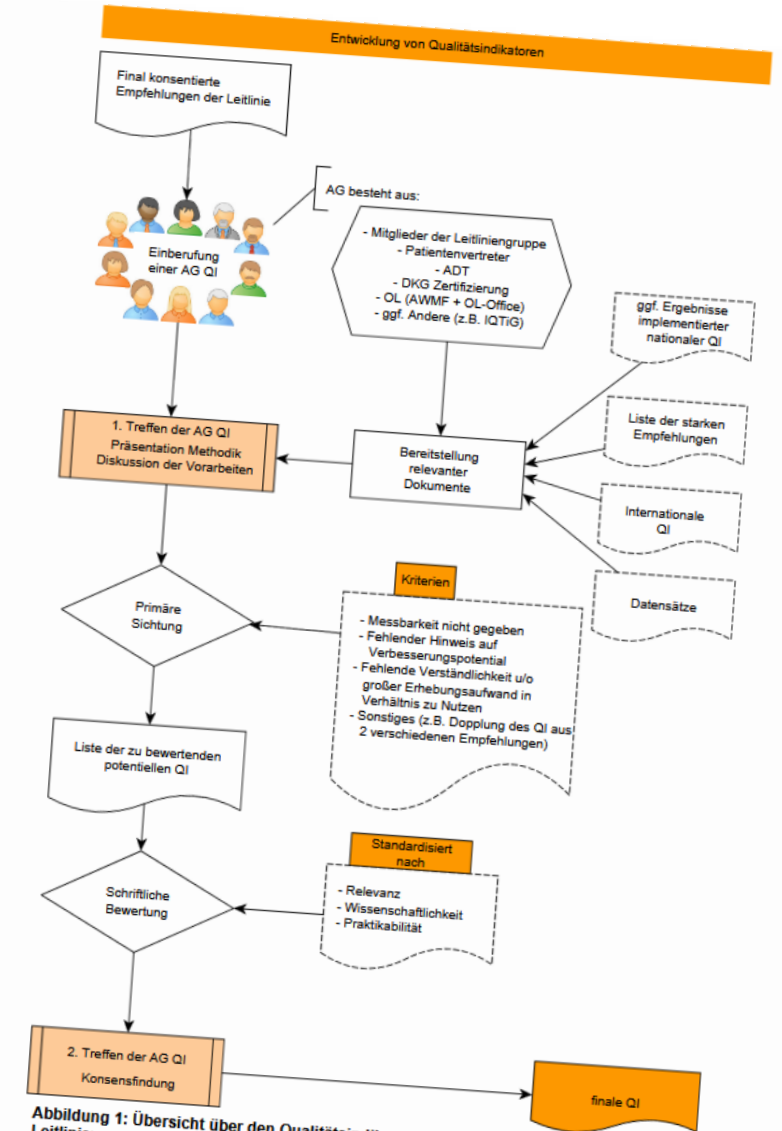 Entwicklung von Qualitätsindikatoren
Final konsentierte
Empfehlungen der Leitlinie
AG besteht aus:
Einberufung
einer AG QI
- Mitglieder der Leitliniengruppe
- Patientenvertreter
- ADT
- DKG Zertifizierung
- OL (AWMF + OL-Office)
- ggf. Andere (z.B. IQTiG)
ggf. Ergebnisse
implementierter
nationaler QI
Liste der starken
Empfehlungen
Internationale
QI
Datensätze
Bereitstellung
relevanter
Dokumente
1. Treffen der AG QI
Präsentation Methodik
Diskussion der Vorarbeiten
Primäre
Sichtung
Kriterien
- Messbarkeit nicht gegeben
- Fehlender Hinweis auf
Verbesserungspotential
- Fehlende Verständlichkeit u/o
großer Erhebungsaufwand in
Verhältnis zu Nutzen
- Sonstiges (z.B. Dopplung des QI aus
2 verschiedenen Empfehlungen)
Liste der zu bewertenden
potentiellen QI
Schriftliche
Bewertung
Standardisiert
nach
- Relevanz
- Wissenschaftlichkeit
- Praktikabilität
2. Treffen der AG QI
Konsensfindung
finale QI
Abbildung 1: Übersicht über den